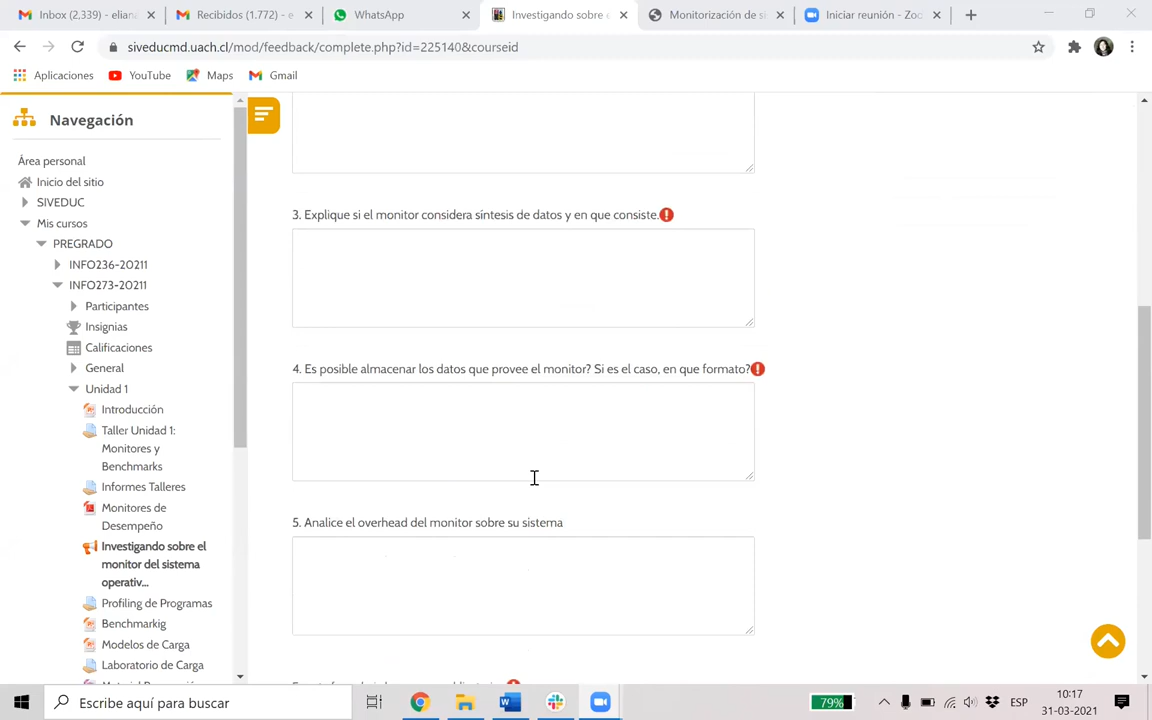 Inbox (2,339) - elian
Recibidos (1.772) - e
WhatsApp
Investigando sobre
Monitorización de si
Iniciar reunión - Zoc
siveducmd.uach.cl/mod/feedback/complete.php?id=225140&courseid
Aplicaciones
YouTube
Maps
Gmail
Navegación
Área personal
Inicio del sitio
SIVEDUC
Mis cursos
PREGRADO
INFO236-20211
INFO273-20211
Participantes
Insignias
Calificaciones
General
Unidad 1
Introducción
Taller Unidad 1:
Monitores y
Benchmarks
Informes Talleres
Monitores de
Desempeño
Investigando sobre el
monitor del sistema
operativ...
Profiling de Programas
Benchmarkig
Modelos de Carga
Laboratorio de Carga
3. Explique si el monitor considera síntesis de datos y en que consiste.
4. Es posible almacenar los datos que provee el monitor? Si es el caso, en que formato?
5. Analice el overhead del monitor sobre su sistema
Escribe aquí para buscar
79%
ESP
10:17
31-03-2021